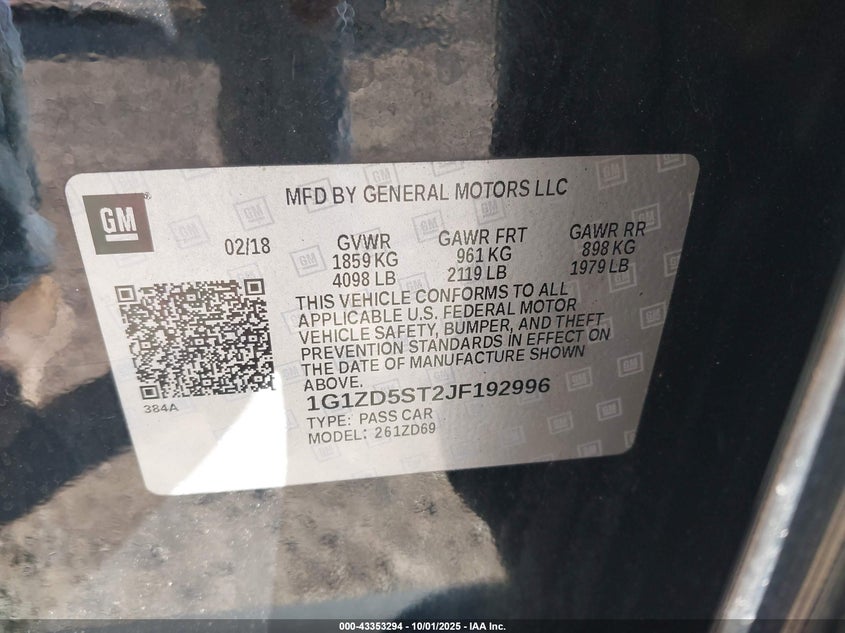 MFD BY GENERAL MOTORS LLC
GM
02/18
GVWR
1859 KG
4098 LB
GAWR FRT
961 KG
2119 LB
GAWR RR
898 KG
1979 LB
THIS VEHICLE CONFORMS TO ALL
APPLICABLE U.S. FEDERAL MOTOR
VEHICLE SAFETY, BUMPER, AND THEFT
PREVENTION STANDARDS IN EFFECT ON
THE DATE OF MANUFACTURE SHOWN
ABOVE.
1G1ZD5ST2JF192996
TYPE: PASS CAR
MODEL: 261ZD69
384A
000-43353294 - 10/01/2025 - IAA Inc.